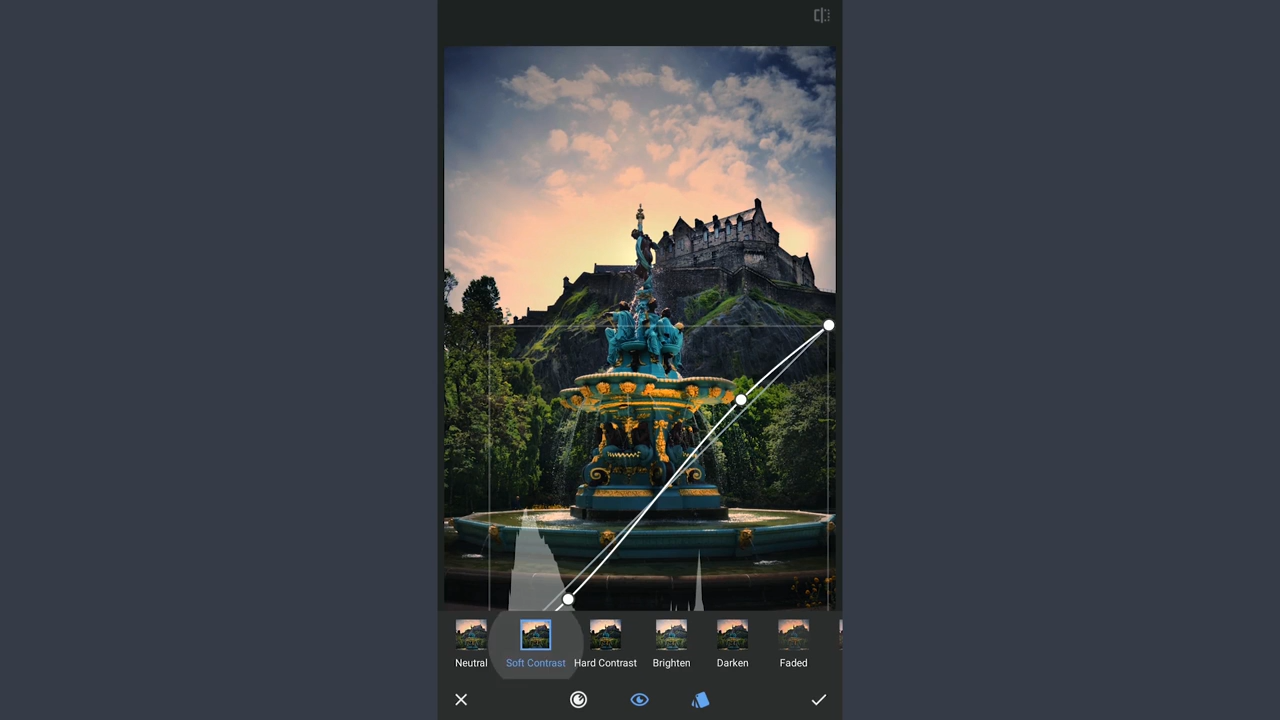 Neutral
Soft Contrast
Hard Contrast
Brighten
Darken
Faded